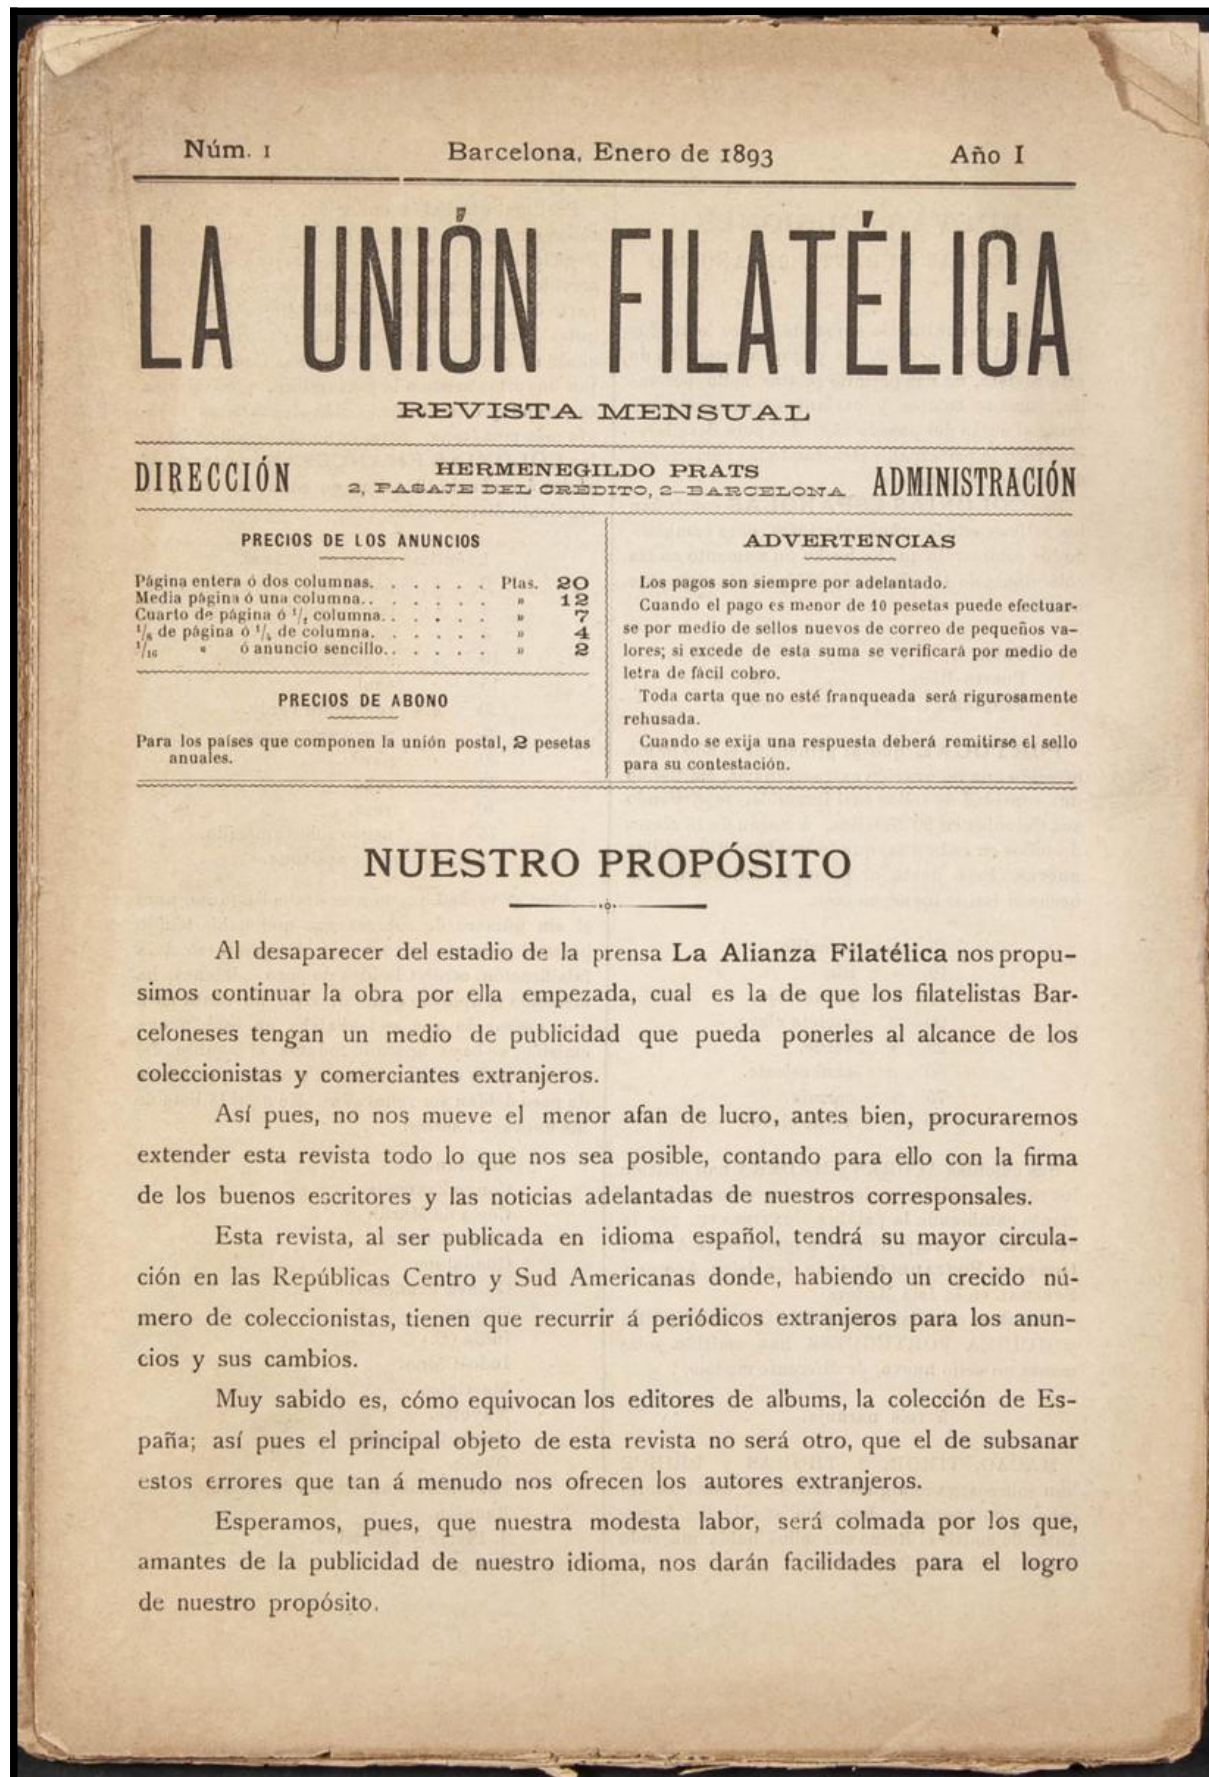 Núm. 1 Barcelona, Enero de 1893 Año I
LA UNIÓN FILATÉLICA
REVISTA MENSUAL
DIRECCIÓN
HERMENEGILDO PRATS
2, PASAJE DEL CRÉDITO, 2—BARCELONA
ADMINISTRACIÓN
PRECIOS DE LOS ANUNCIOS
Página entera ó dos columnas. . . . . . Ptas. 20
Media página ó una columna.. . . . . . » 12
Cuarto de página ó 1/2 columna. . . . . . » 7
1/8 de página ó 1/4 de columna. . . . . . » 4
1/16 « ó anuncio sencillo. . . . . . » 2
PRECIOS DE ABONO
Para los países que componen la unión postal, 2 pesetas
anuales.
ADVERTENCIAS
Los pagos son siempre por adelantado.
Cuando el pago es menor de 10 pesetas puede efectuar-
se por medio de sellos nuevos de correo de pequeños va-
lores; si excede de esta suma se verificará por medio de
letra de fácil cobro.
Toda carta que no esté franqueada será rigurosamente
rehusada.
Cuando se exija una respuesta deberá remitirse el sello
para su contestación.
NUESTRO PROPÓSITO
Al desaparecer del estadio de la prensa La Alianza Filatélica nos propu-
simos continuar la obra por ella empezada, cual es la de que los filatelistas Bar-
celoneses tengan un medio de publicidad que pueda ponerles al alcance de los
coleccionistas y comerciantes extranjeros.
Así pues, no nos mueve el menor afan de lucro, antes bien, procuraremos
extender esta revista todo lo que nos sea posible, contando para ello con la firma
de los buenos escritores y las noticias adelantadas de nuestros corresponsales.
Esta revista, al ser publicada en idioma español, tendrá su mayor circula-
ción en las Repúblicas Centro y Sud Americanas donde, habiendo un crecido nú-
mero de coleccionistas, tienen que recurrir á periódicos extranjeros para los anun-
cios y sus cambios.
Muy sabido es, cómo equivocan los editores de albums, la colección de Es-
paña; así pues el principal objeto de esta revista no será otro, que el de subsanar
estos errores que tan á menudo nos ofrecen los autores extranjeros.
Esperamos, pues, que nuestra modesta labor, será colmada por los que,
amantes de la publicidad de nuestro idioma, nos darán facilidades para el logro
de nuestro propósito.